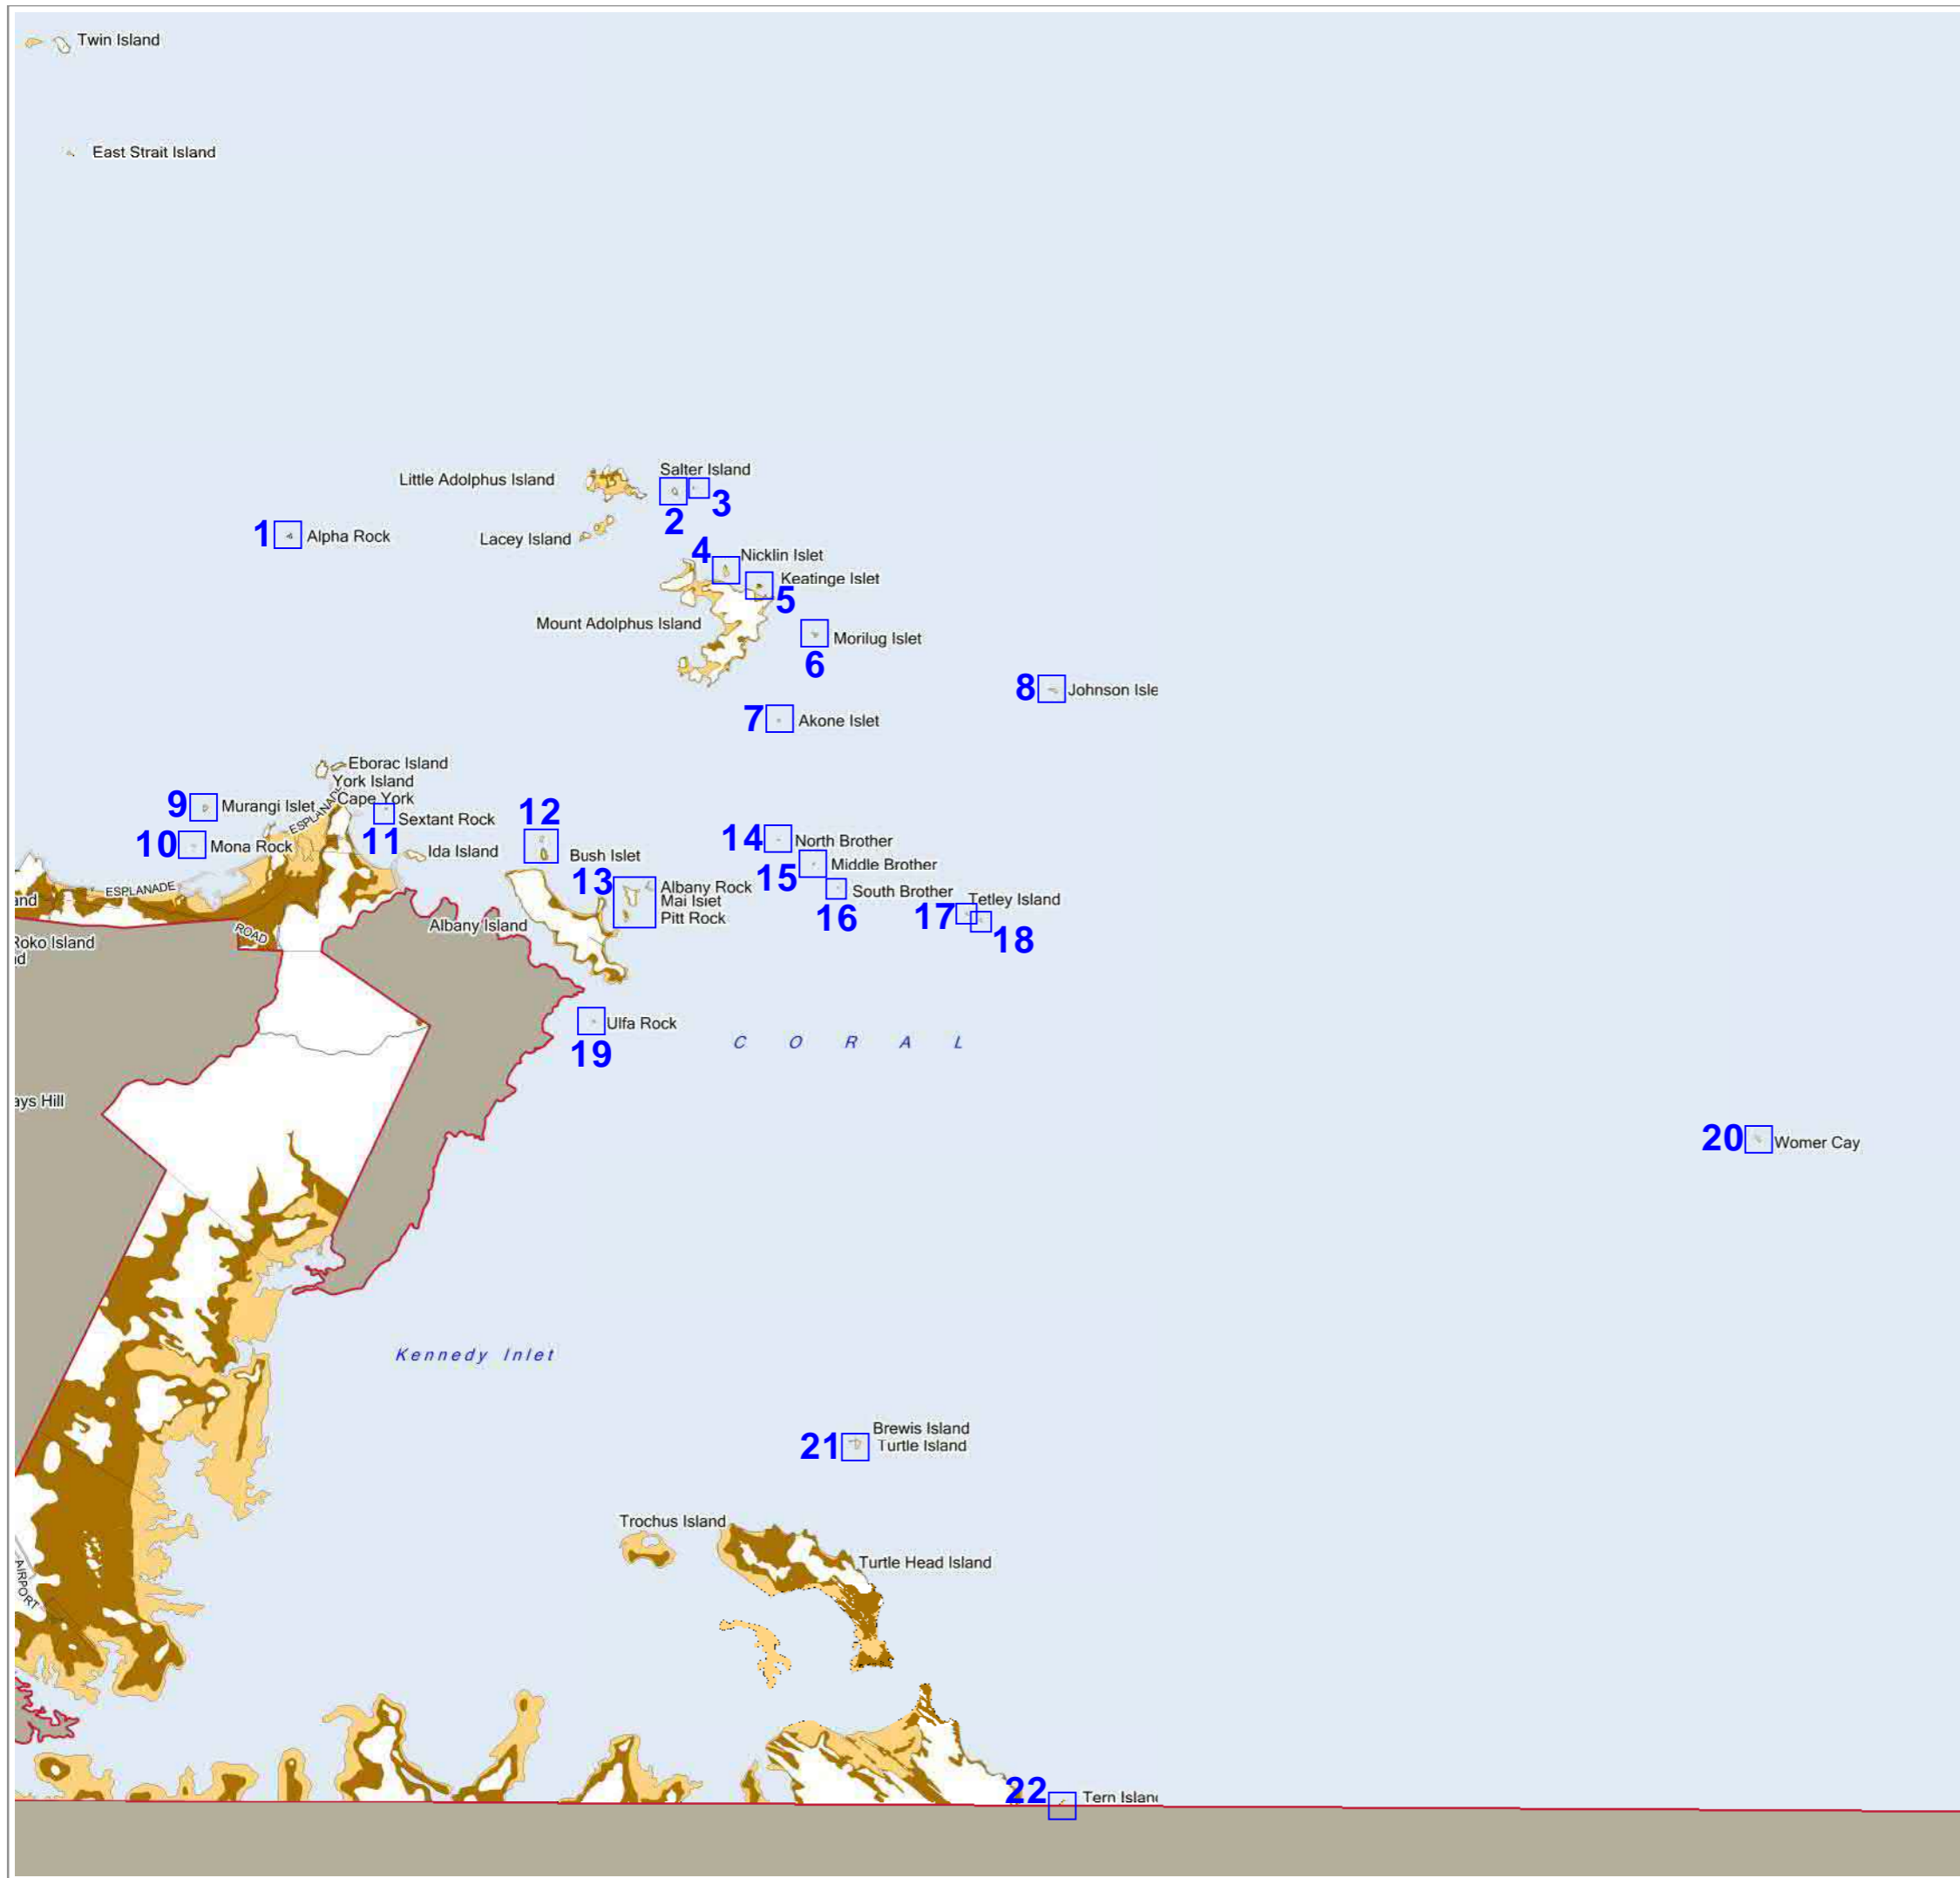 Twin Island
East Strait Island
Little Adolphus Island
Salter Island
2
3
1
Alpha Rock
Lacey Island
4
Nicklin Islet
Keatinge Islet
5
Mount Adolphus Island
Morilug Islet
6
8
Johnson Isle
7
Akone Islet
Eborac Island
York Island
Cape York
9
Murangi Islet
ESPLANADE
Sextant Rock
11
12
10
Mona Rock
Ida Island
Bush Islet
14
North Brother
15
Middle Brother
ESPLANADE
13
Albany Rock
Mai Islet
Pitt Rock
South Brother
16
Tetley Island
17
18
and
ROAD
Albany Island
Roko Island
nd
Ulfa Rock
19
C O R A L
ays Hill
20
Womer Cay
Kennedy Inlet
Brewis Island
21
Turtle Island
Trochus Island
Turtle Head Island
AIRPORT
22
Tern Island